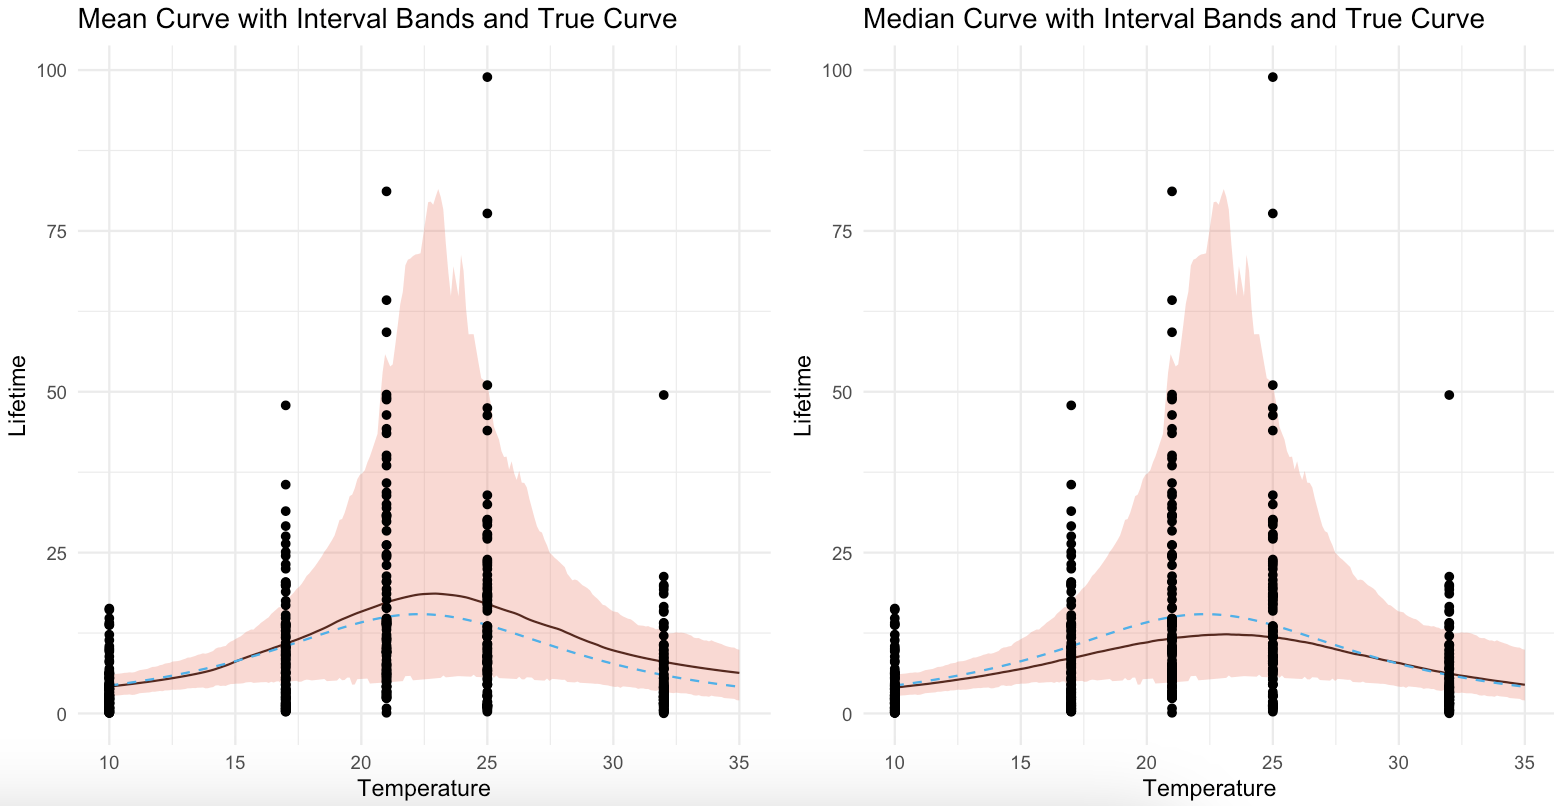 Mean Curve with Interval Bands and True Curve
100
75
50
25
0
Lifetime
10 15 20 25 30 35
Temperature
Median Curve with Interval Bands and True Curve
100
75
50
25
0
Lifetime
10 15 20 25 30 35
Temperature